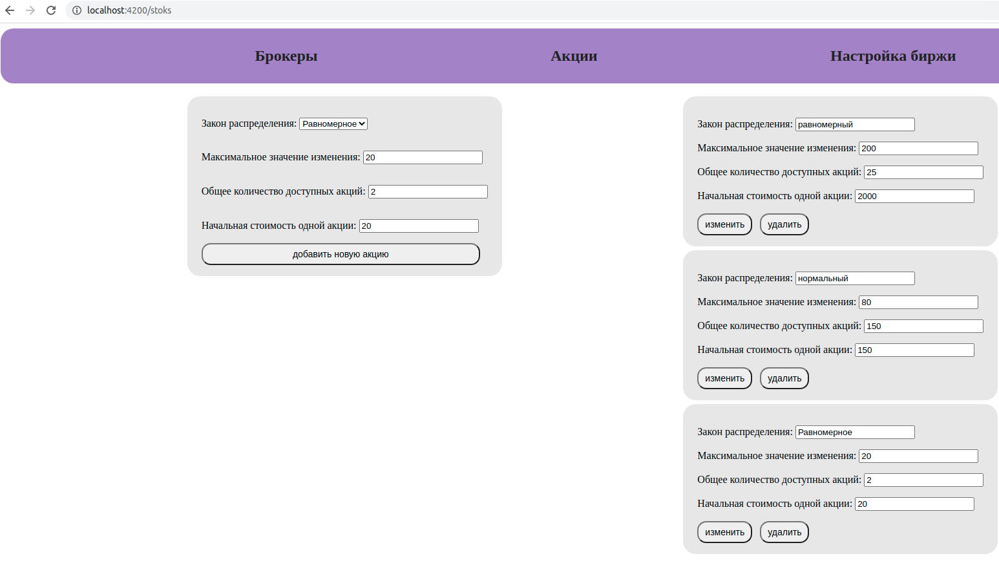 localhost:4200/stoks
Брокеры Акции Настройка биржи
Закон распределения: Равномерное
Максимальное значение изменения: 20
Общее количество доступных акций: 2
Начальная стоимость одной акции: 20
добавить новую акцию
Закон распределения: равномерный
Максимальное значение изменения: 200
Общее количество доступных акций: 25
Начальная стоимость одной акции: 2000
изменить удалить
Закон распределения: нормальный
Максимальное значение изменения: 80
Общее количество доступных акций: 150
Начальная стоимость одной акции: 150
изменить удалить
Закон распределения: Равномерное
Максимальное значение изменения: 20
Общее количество доступных акций: 2
Начальная стоимость одной акции: 20
изменить удалить